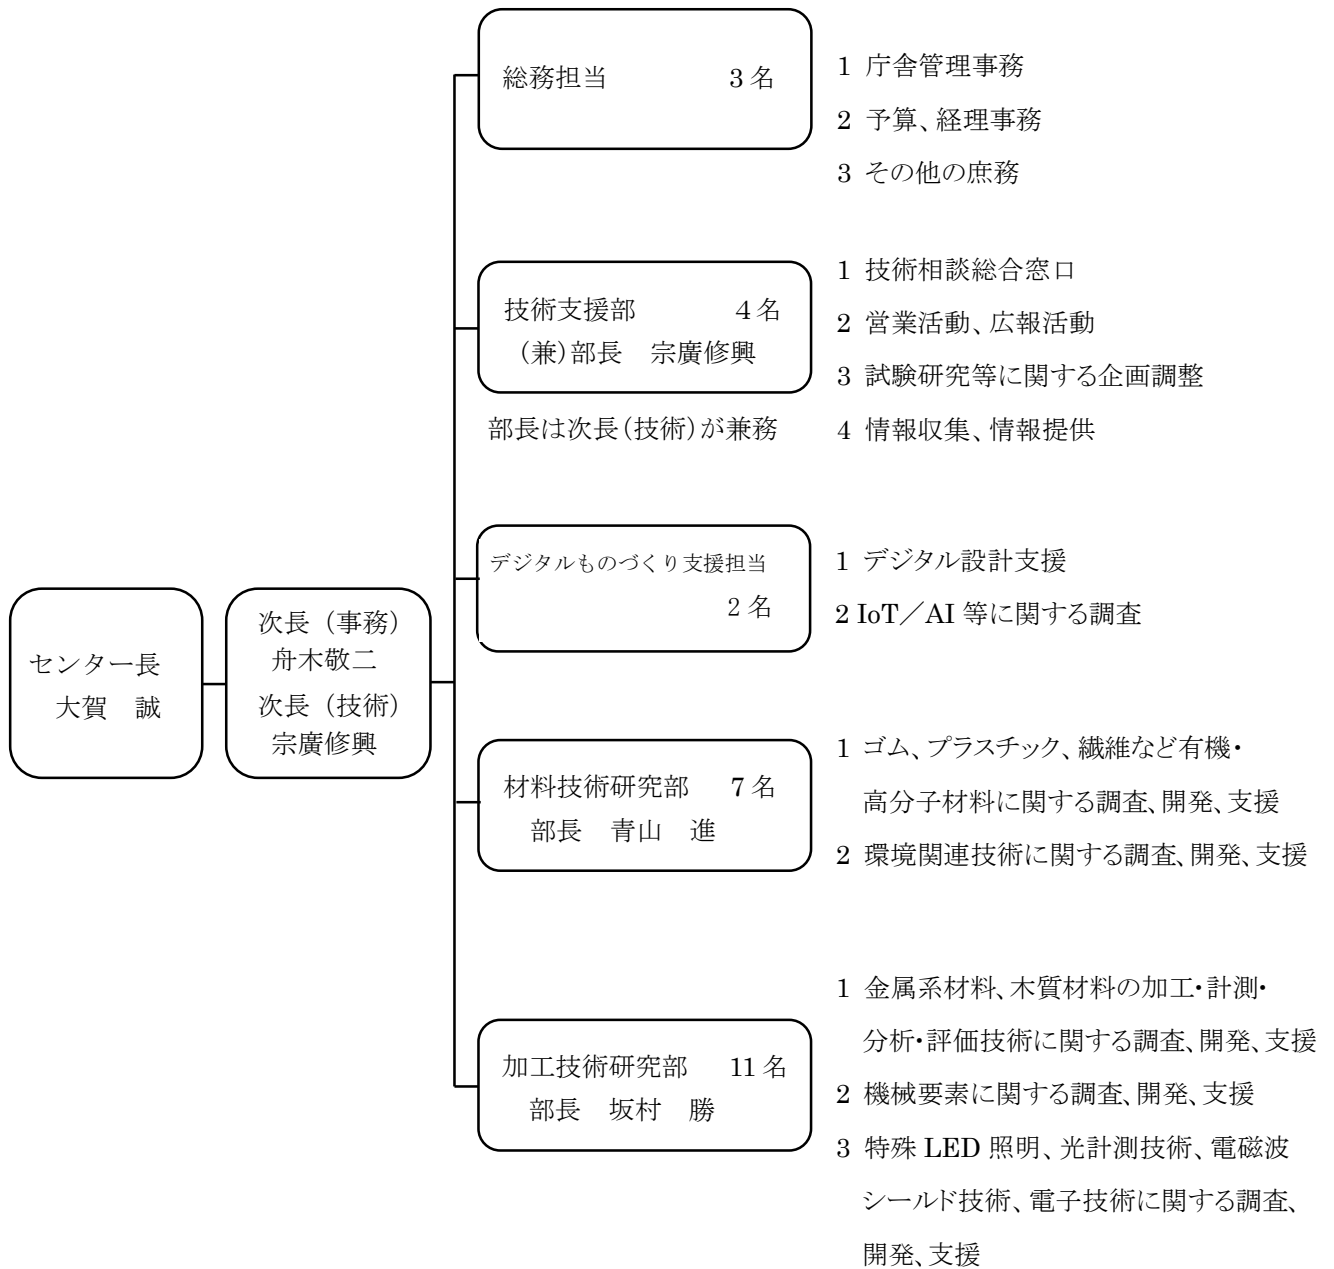 総務担当 3名
1 庁舎管理事務
2 予算、経理事務
3 その他の庶務
技術支援部 4名
(兼)部長 宗廣修興
部長は次長(技術)が兼務
1 技術相談総合窓口
2 営業活動、広報活動
3 試験研究等に関する企画調整
4 情報収集、情報提供
デジタルものづくり支援担当
2名
1 デジタル設計支援
2 IoT/AI 等に関する調査
センター長
大賀 誠
次長(事務)
舟木敬二
次長(技術)
宗廣修興
材料技術研究部 7名
部長 青山 進
1 ゴム、プラスチック、繊維など有機・
高分子材料に関する調査、開発、支援
2 環境関連技術に関する調査、開発、支援
加工技術研究部 11名
部長 坂村 勝
1 金属系材料、木質材料の加工・計測・
分析・評価技術に関する調査、開発、支援
2 機械要素に関する調査、開発、支援
3 特殊 LED 照明、光計測技術、電磁波
シールド技術、電子技術に関する調査、
開発、支援